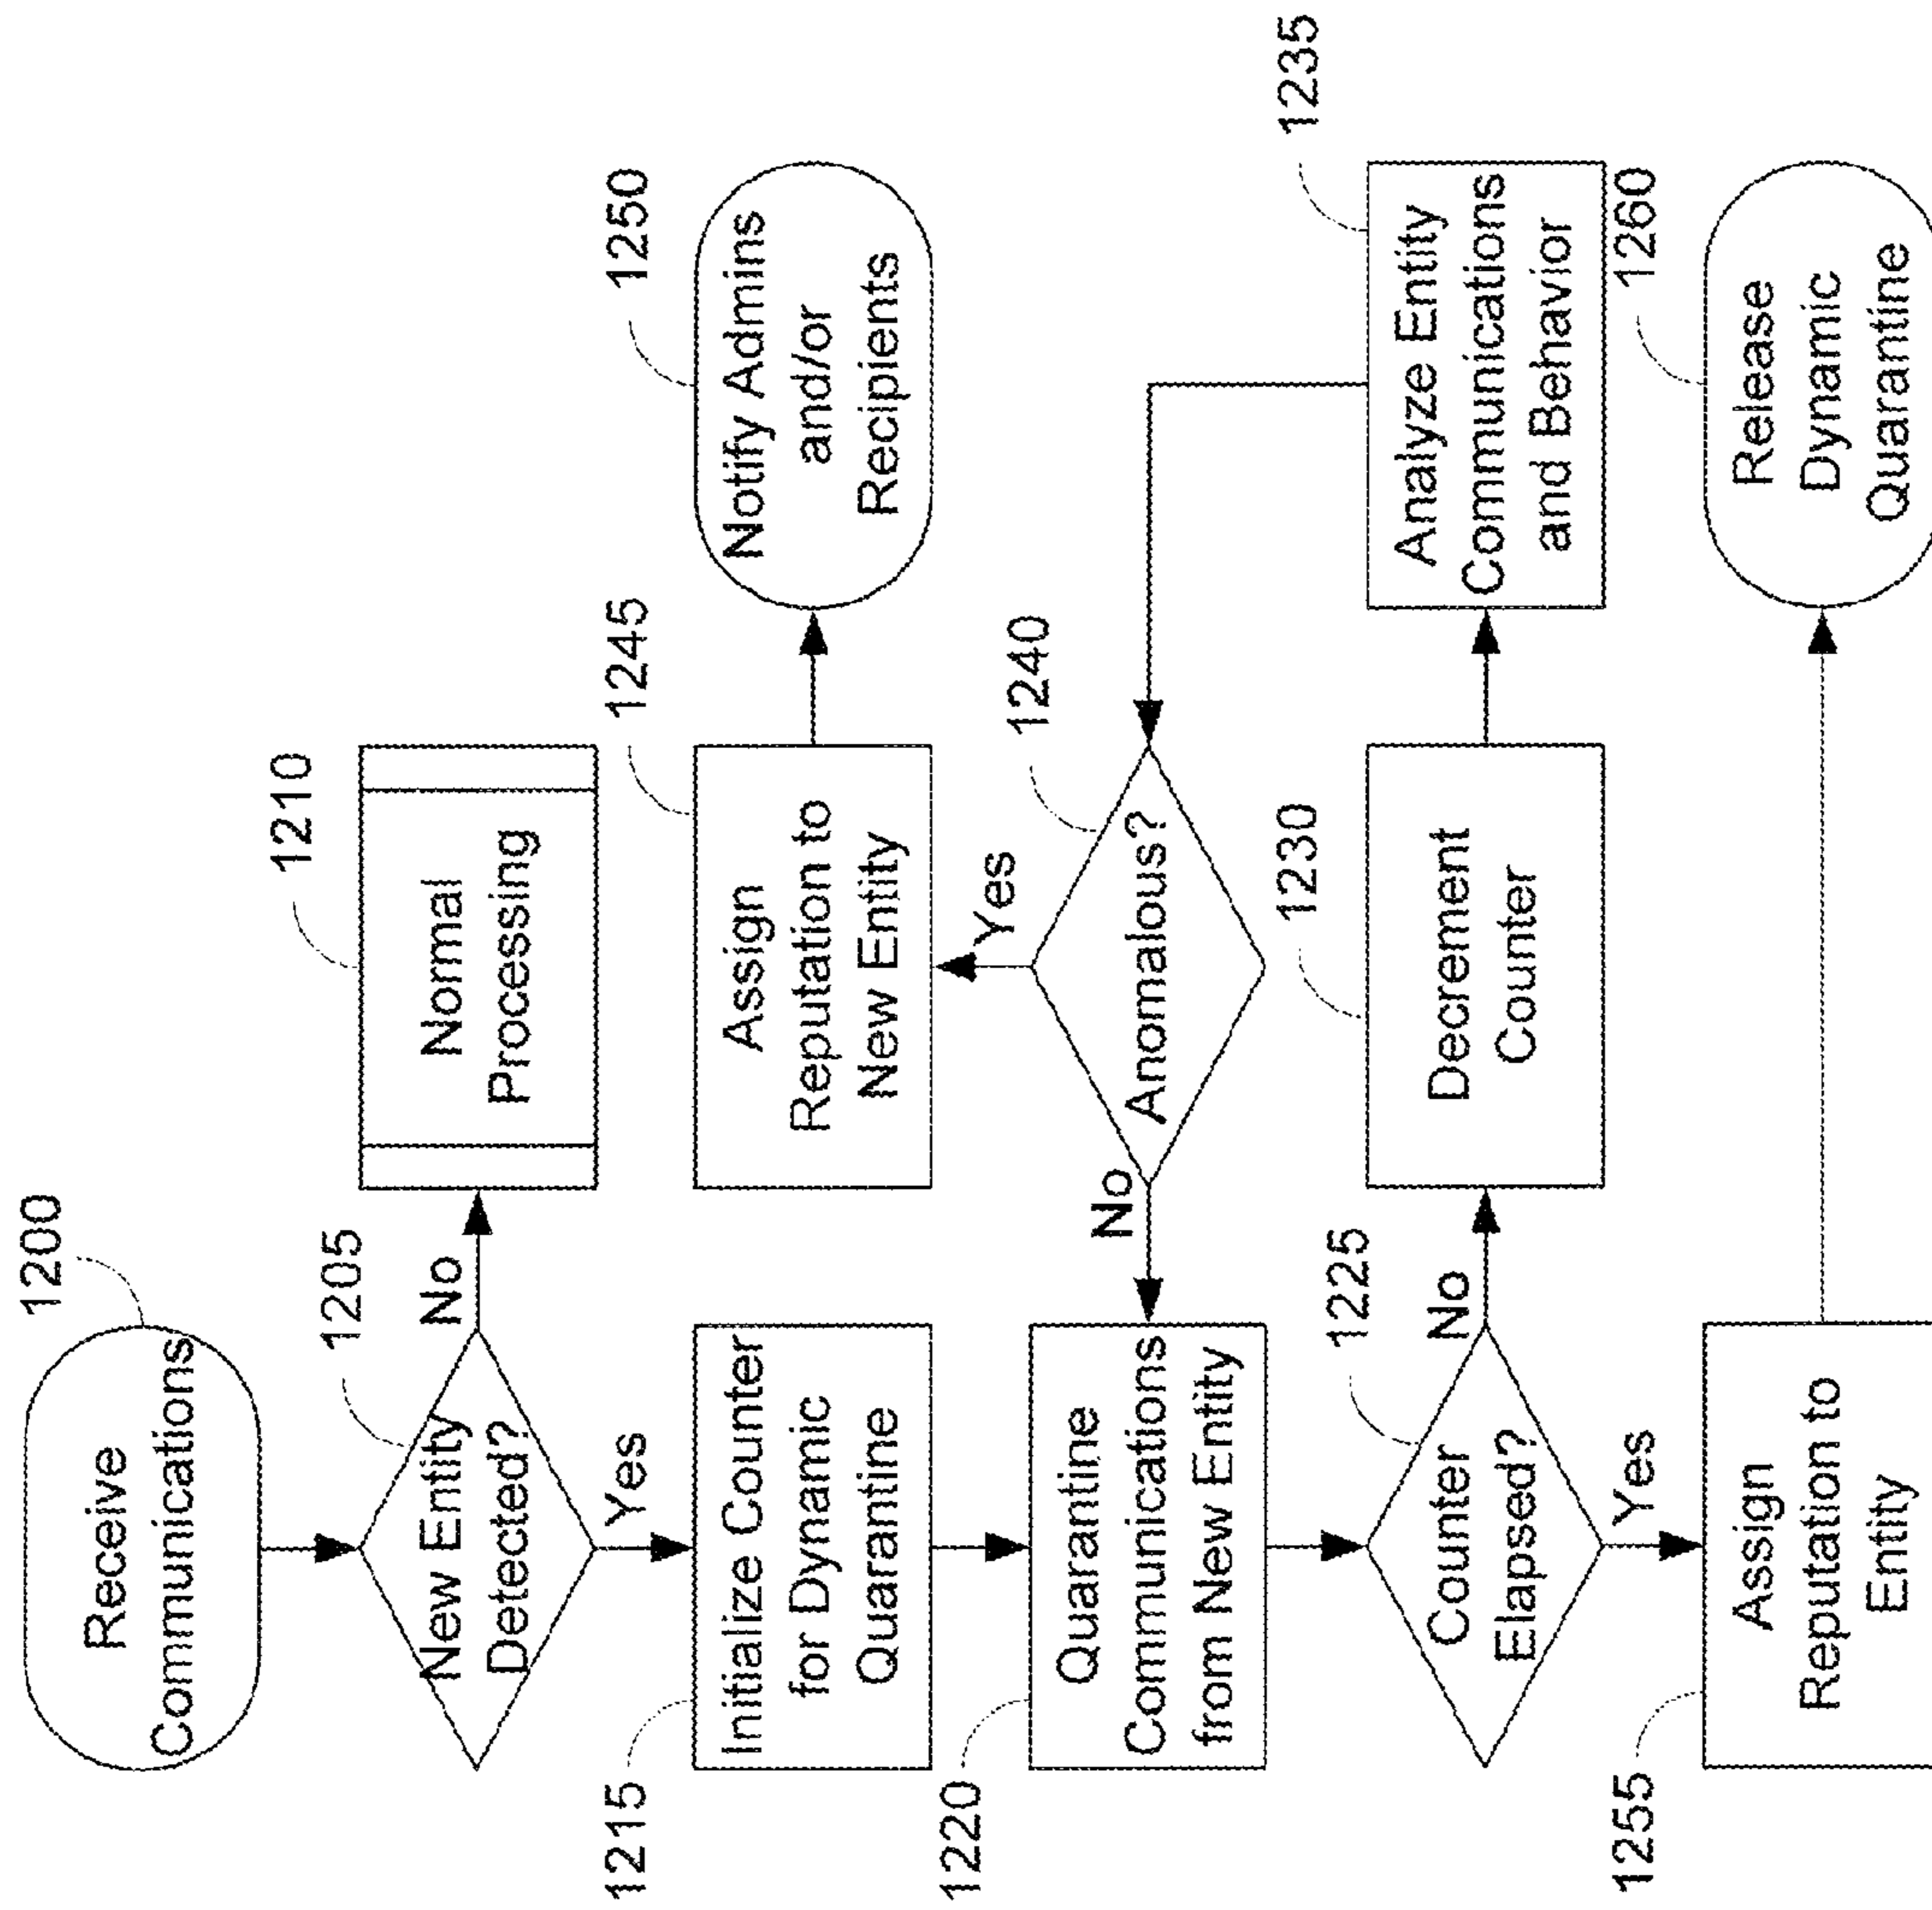 1200
Receive
Communications
1205
New Entity
Detected?
No
1210
Normal
Processing
Yes
1215
Initialize Counter
for Dynamic
Quarantine
1245
Assign
Reputation to
New Entity
1250
Notify Admins
and/or
Recipients
Yes
1220
Quarantine
Communications
from New Entity
No
1240
Anomalous?
1225
Counter
Elapsed?
No
1230
Decrement
Counter
1235
Analyze Entity
Communications
and Behavior
Yes
1255
Assign
Reputation to
Entity
1260
Release
Dynamic
Quarantine